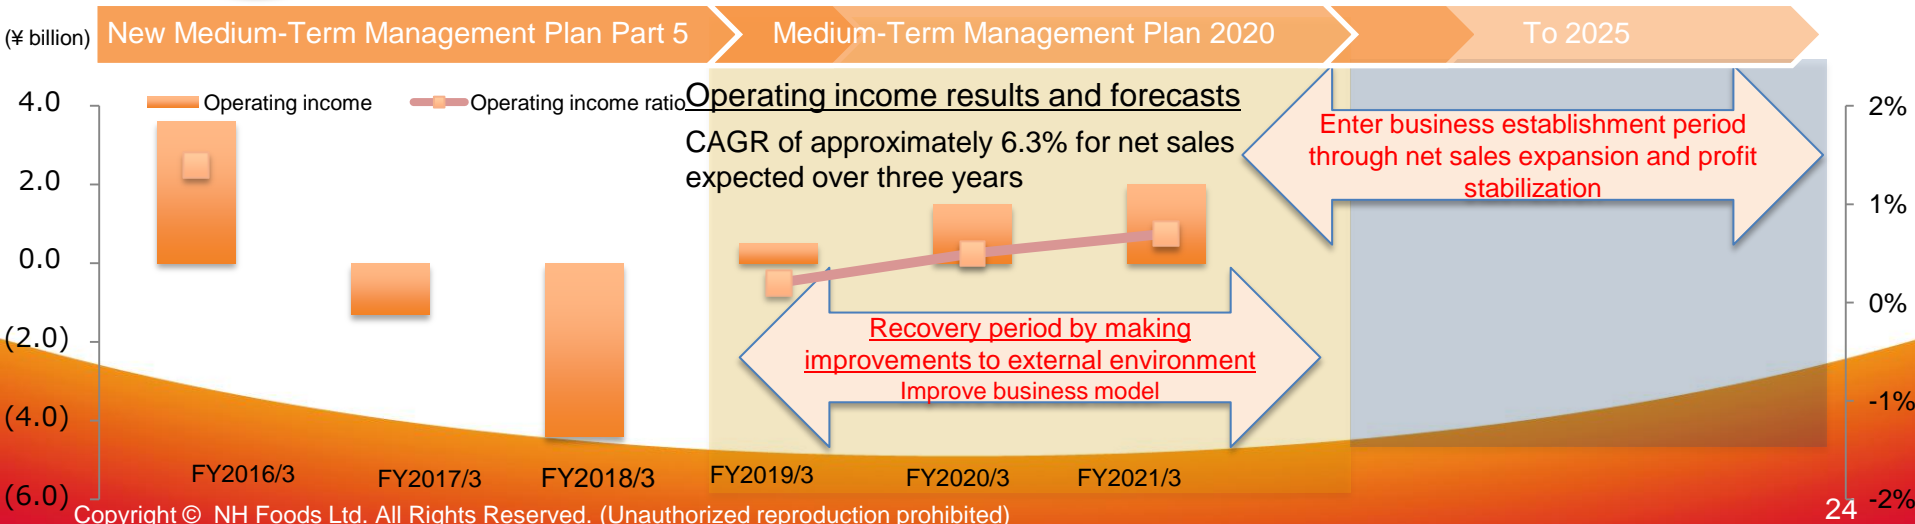 (¥ billion)
New Medium-Term Management Plan Part 5
Medium-Term Management Plan 2020
To 2025
Operating income
Operating income ratio
Operating income results and forecasts
CAGR of approximately 6.3% for net sales
expected over three years
Enter business establishment period
through net sales expansion and profit
stabilization
Recovery period by making
improvements to external environment
Improve business model
4.0
2.0
0.0
(2.0)
(4.0)
(6.0)
2%
1%
0%
-1%
-2%
FY2016/3
FY2017/3
FY2018/3
FY2019/3
FY2020/3
FY2021/3
Copyright © NH Foods Ltd. All Rights Reserved. (Unauthorized reproduction prohibited)
24